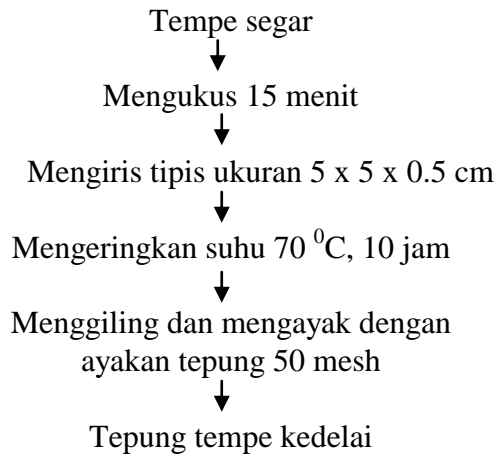 Tempe segar
Mengukus 15 menit
Mengiris tipis ukuran 5 x 5 x 0.5 cm
Mengeringkan suhu 70 ⁰C, 10 jam
Menggiling dan mengayak dengan
ayakan tepung 50 mesh
Tepung tempe kedelai